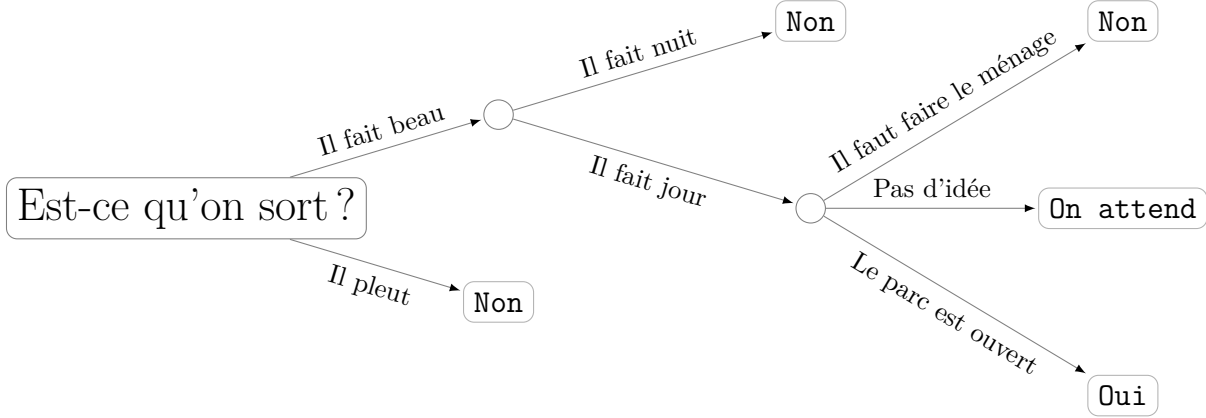 Est-ce qu'on sort ?
Il fait beau
Il fait nuit
Non
Il fait jour
Il faut faire le ménage
Non
Pas d'idée
On attend
Le parc est ouvert
Oui
Il pleut
Non